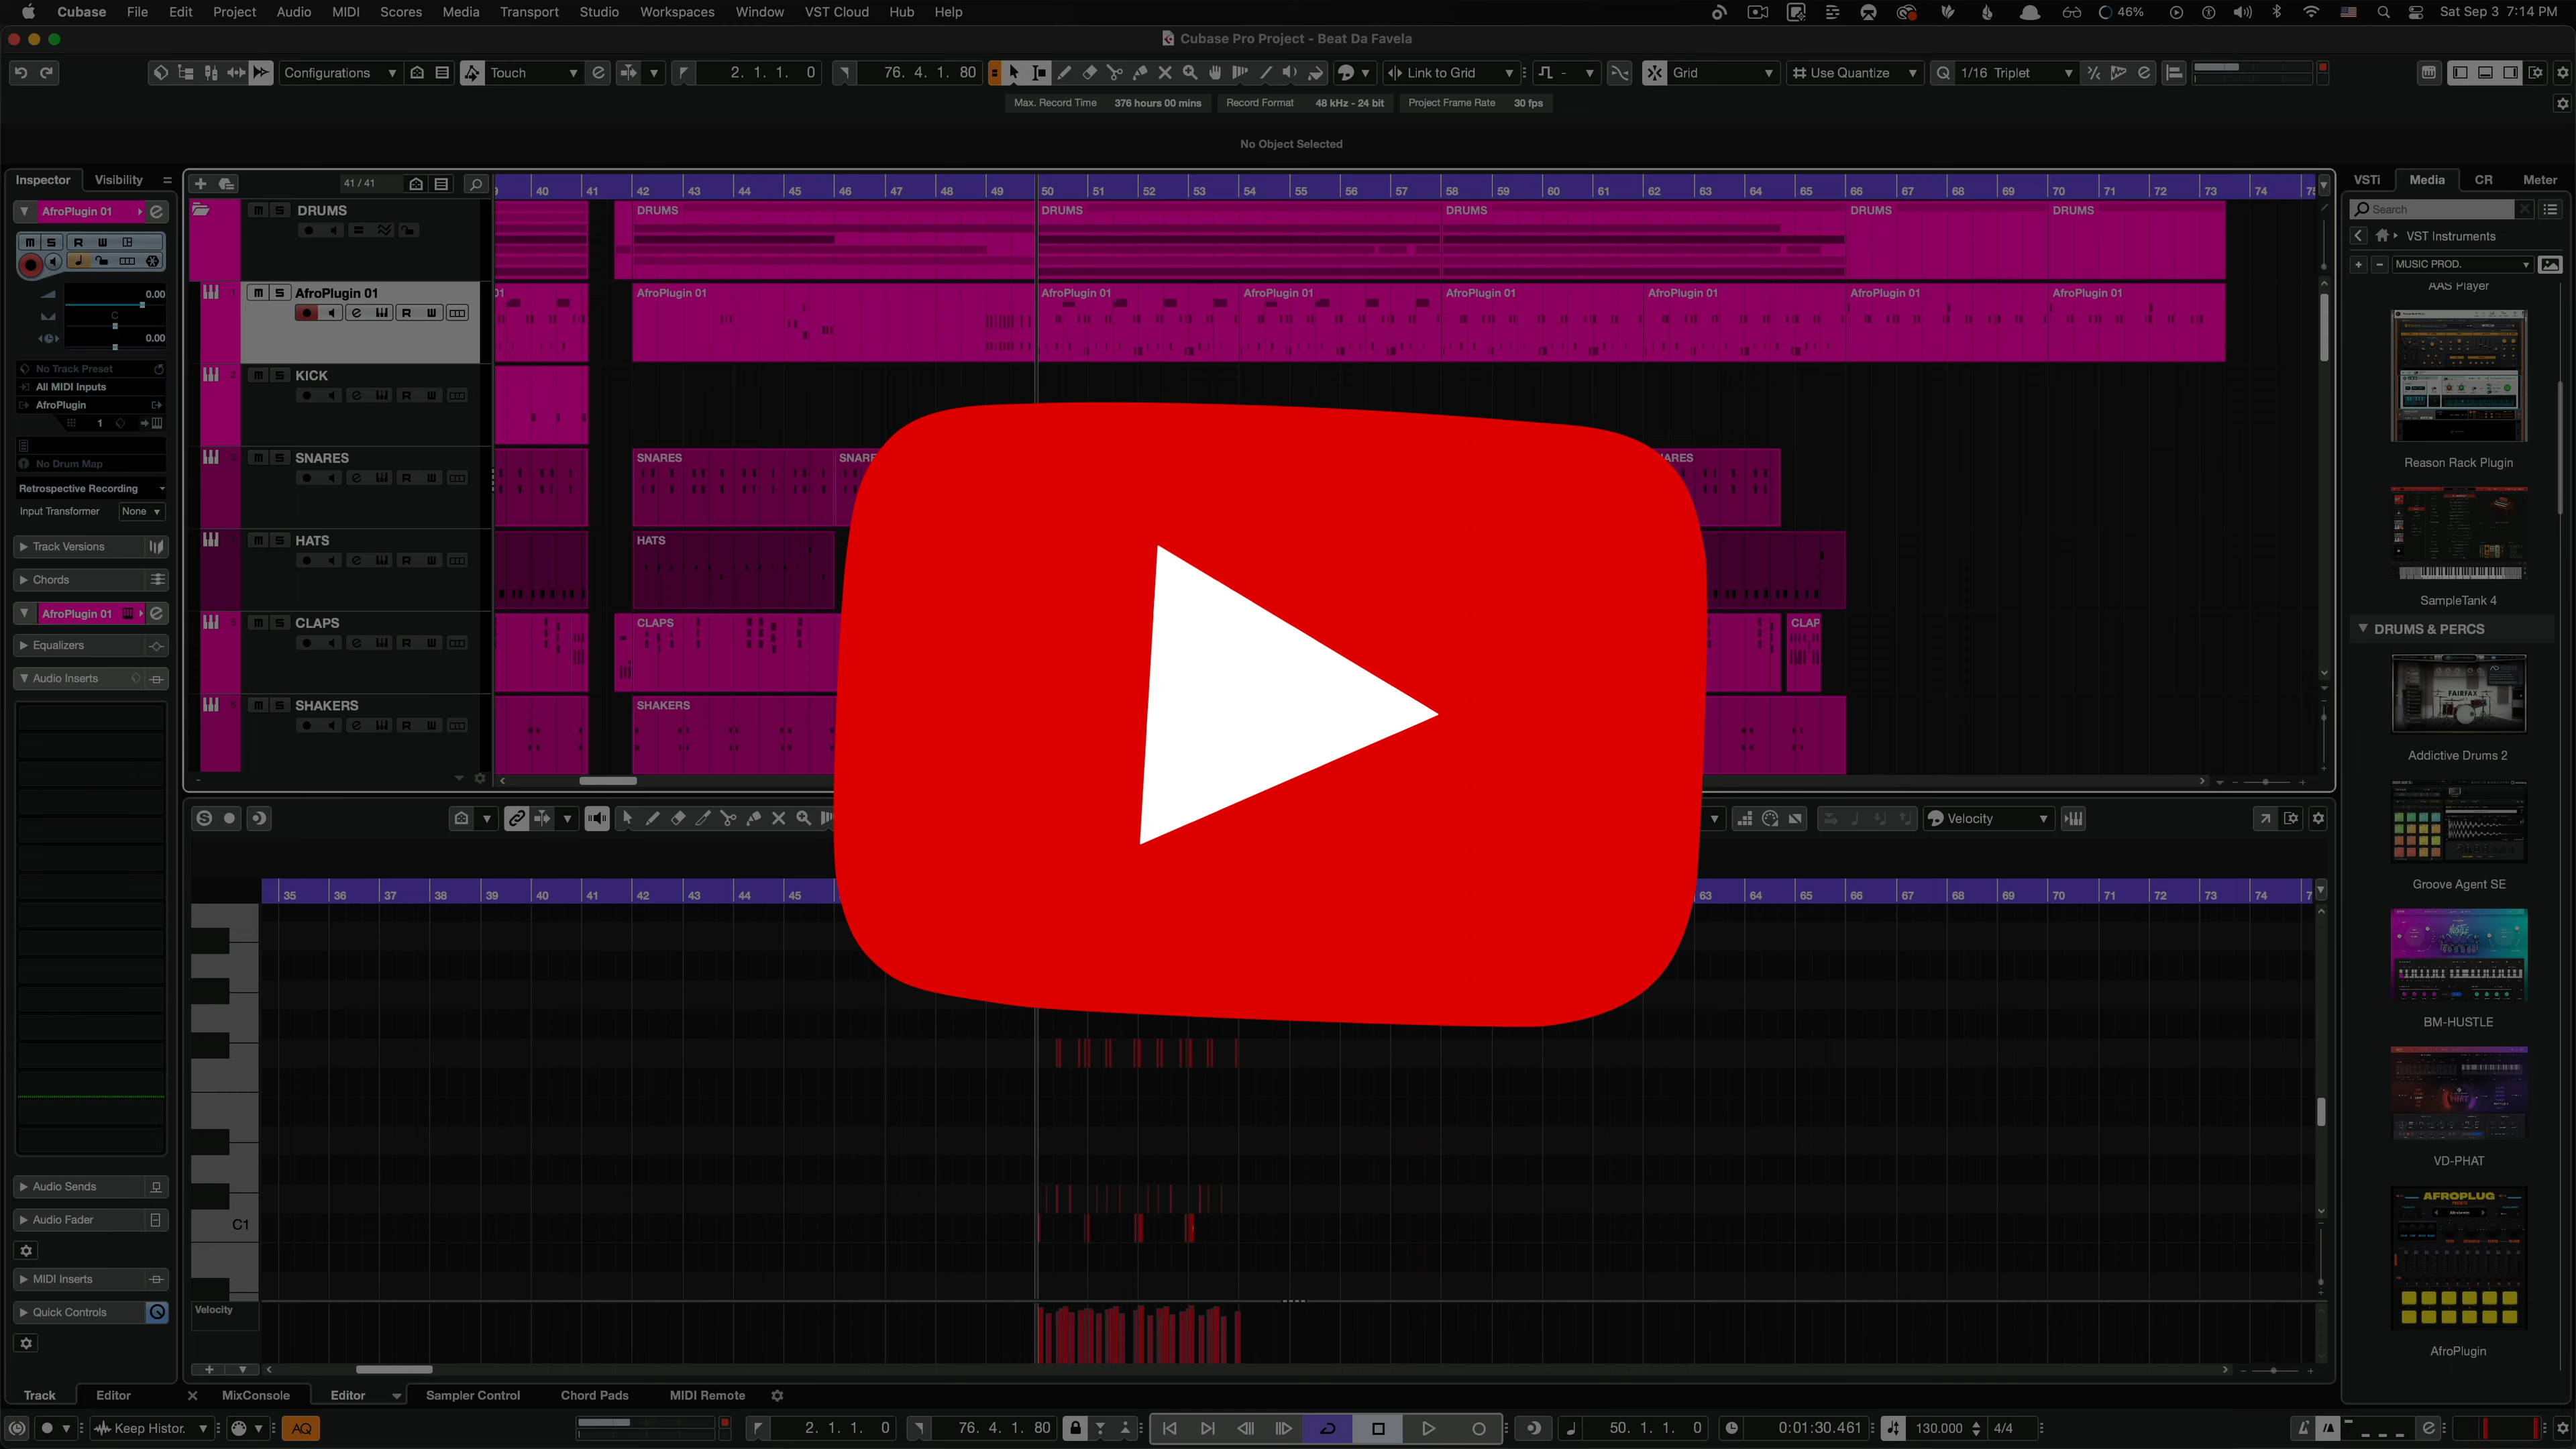 Cubase File Edit Project Audio MIDI Scores Media Transport Studio Workspaces Window VST Cloud Hub Help 46% Sat Sep 3 7:14 PM
Cubase Pro Project - Beat Da Favela
Configurations Touch 2. 1. 1. 0 76. 4. 1. 80 Link to Grid Grid Use Quantize 1/16 Triplet
Max. Record Time 376 hours 00 mins Record Format 48 kHz - 24 bit Project Frame Rate 30 fps
No Object Selected
Inspector Visibility
AfroPlugin 01
M S R W
0.00
C
0.00
No Track Preset
All MIDI Inputs
AfroPlugin
1
No Drum Map
Retrospective Recording
Input Transformer None
Track Versions
Chords
AfroPlugin 01
Equalizers
Audio Inserts
Audio Sends
Audio Fader
MIDI Inserts
Quick Controls
Track Editor
41 / 41
40 41 42 43 44 45 46 47 48 49 50 51 52 53 54 55 56 57 58 59 60 61 62 63 64 65 66 67 68 69 70 71 72 73 74
M S DRUMS
DRUMS DRUMS DRUMS DRUMS DRUMS
1 M S AfroPlugin 01
R W
01 AfroPlugin 01 AfroPlugin 01 AfroPlugin 01 AfroPlugin 01 AfroPlugin 01 AfroPlugin 01 AfroPlugin 01
2 M S KICK
R W
M S SNARES
R W
SNARES SNARE ARES
M S HATS
R W
HATS
M S CLAPS
R W
CLAPS CLAP
M S SHAKERS
R W
SHAKERS
Velocity
35 36 37 38 39 40 41 42 43 44 45 63 64 65 66 67 68 69 70 71 72 73 74
C1
Velocity
MixConsole Editor Sampler Control Chord Pads MIDI Remote
VSTi Media CR Meter
Search
VST Instruments
MUSIC PROD.
AAS Player
Reason Rack Plugin
SampleTank 4
DRUMS & PERCS
FAIRFAX
Addictive Drums 2
Groove Agent SE
HUSTLE
BM-HUSTLE
PHAT
VD-PHAT
AFROPLUG
AfroPlugin
Keep Histor. AQ 2. 1. 1. 0 76. 4. 1. 80 50. 1. 1. 0 0:01:30.461 130.000 4/4